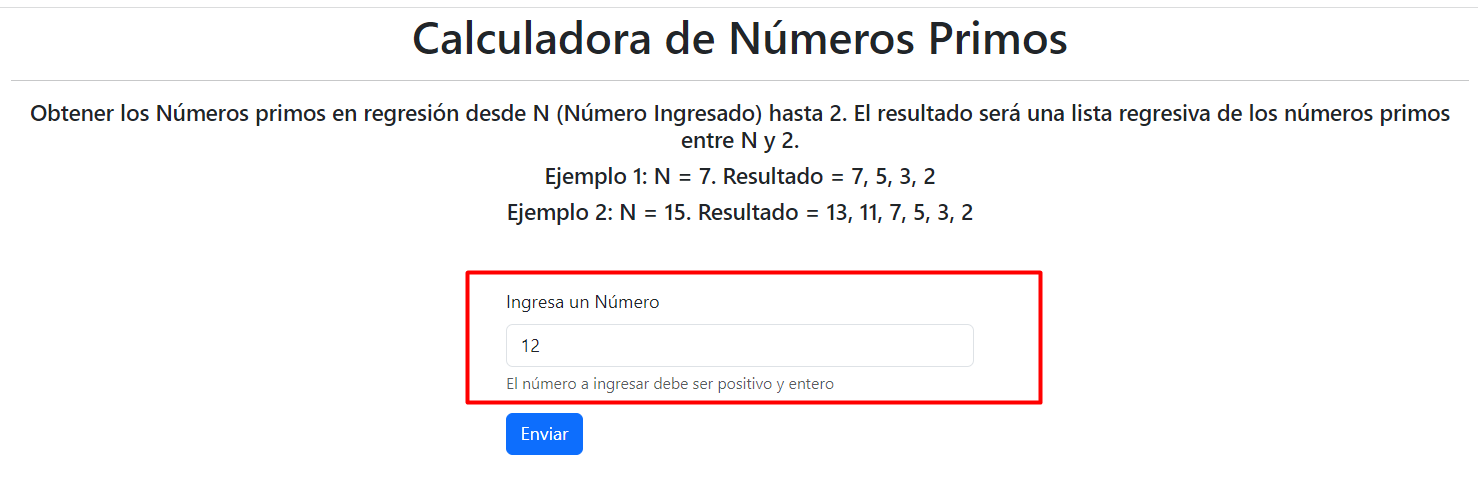 Calculadora de Números Primos
Obtener los Números primos en regresión desde N (Número Ingresado) hasta 2. El resultado será una lista regresiva de los números primos
entre N y 2.
Ejemplo 1: N = 7. Resultado = 7, 5, 3, 2
Ejemplo 2: N = 15. Resultado = 13, 11, 7, 5, 3, 2
Ingresa un Número
12
El número a ingresar debe ser positivo y entero
Enviar